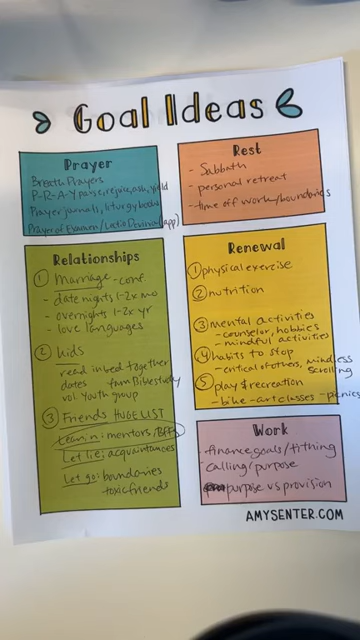 Goal Ideas
Prayer
Breath Prayers
P-R-A-Y pause, rejoice, ask, yield
Prayer journals, liturgy books
Prayer of Examen/Lectio Divina (app)
Rest
- Sabbath
- personal retreat
- time off work/boundaries
Relationships
① Marriage - conf.
- date nights 1-2x mo
- overnights 1-2x yr
- love languages
② kids
read in bed together
dates fam Bible study
vol Youth group
③ Friends HUGE LIST
Lean in: mentors/BFFs
Let lie: acquaintances
Let go: boundaries
toxic friends
Renewal
① physical exercise
② nutrition
③ mental activities
- counselor, hobbies
- mindful activities
④ habits to stop
- critical of others, mindless
scrolling
⑤ play & recreation
- bike - art classes - picnics
Work
- finance goals/tithing
calling/purpose
purpose vs provision
AMYSENTER.COM